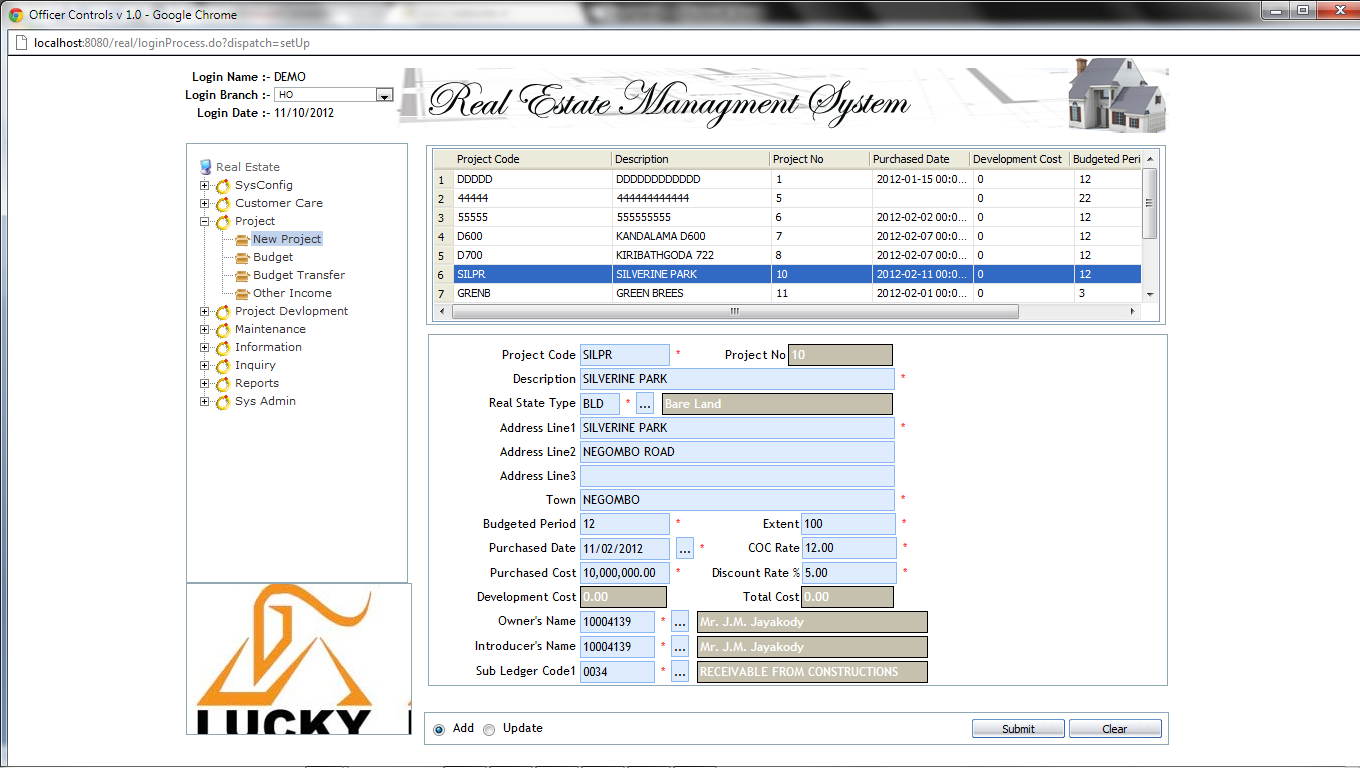 Officer Controls v 1.0 - Google Chrome
localhost:8080/real/loginProcess.do?dispatch=setUp
Login Name :- DEMO
Login Branch :- HO
Login Date :- 11/10/2012
Real Estate Managment System
Real Estate
SysConfig
Customer Care
Project
New Project
Budget
Budget Transfer
Other Income
Project Devlopment
Maintenance
Information
Inquiry
Reports
Sys Admin
LUCKY
Project Code Description Project No Purchased Date Development Cost Budgeted Peri
1 DDDDD DDDDDDDDDDDD 1 2012-01-15 00:0... 0 12
2 44444 444444444444 5 0 22
3 55555 555555555 6 2012-02-02 00:0... 0 12
4 D600 KANDALAMA D600 7 2012-02-07 00:0... 0 12
5 D700 KIRIBATHGODA 722 8 2012-02-07 00:0... 0 12
6 SILPR SILVERINE PARK 10 2012-02-11 00:0... 0 12
7 GRENB GREEN BREES 11 2012-02-01 00:0... 0 3
Project Code SILPR * Project No 10
Description SILVERINE PARK *
Real State Type BLD * ... Bare Land
Address Line1 SILVERINE PARK *
Address Line2 NEGOMBO ROAD
Address Line3
Town NEGOMBO *
Budgeted Period 12 * Extent 100 *
Purchased Date 11/02/2012 ... * COC Rate 12.00 *
Purchased Cost 10,000,000.00 * Discount Rate % 5.00 *
Development Cost 0.00 Total Cost 0.00
Owner's Name 10004139 * ... Mr. J.M. Jayakody
Introducer's Name 10004139 * ... Mr. J.M. Jayakody
Sub Ledger Code1 0034 * ... RECEIVABLE FROM CONSTRUCTIONS
Add Update Submit Clear